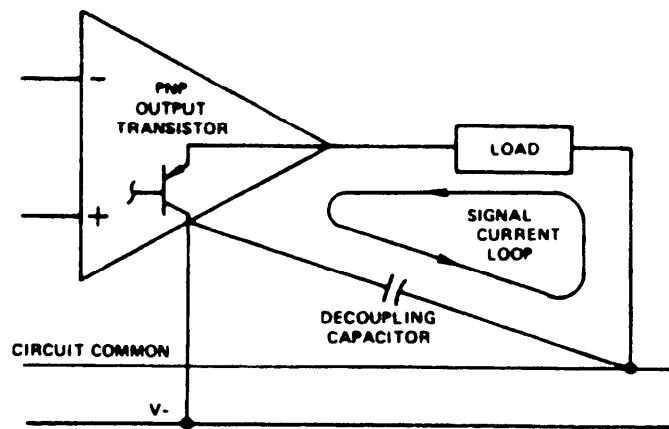 -
PNP
OUTPUT
TRANSISTOR
LOAD
+
SIGNAL
CURRENT
LOOP
DECOUPLING
CAPACITOR
CIRCUIT COMMON
V-